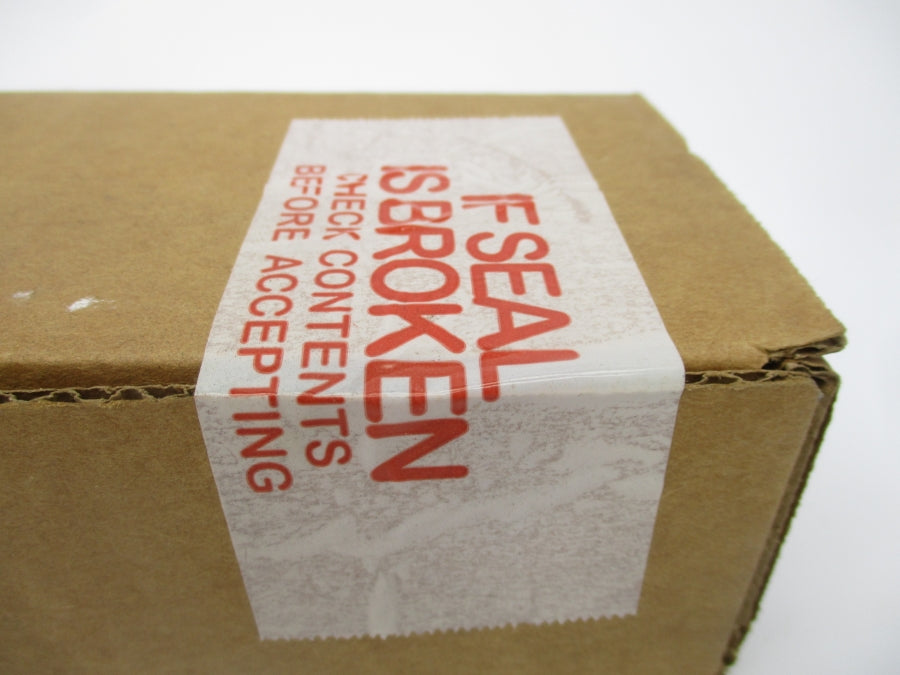 IF SEAL
IS BROKEN
CHECK CONTENTS
BEFORE ACCEPTING